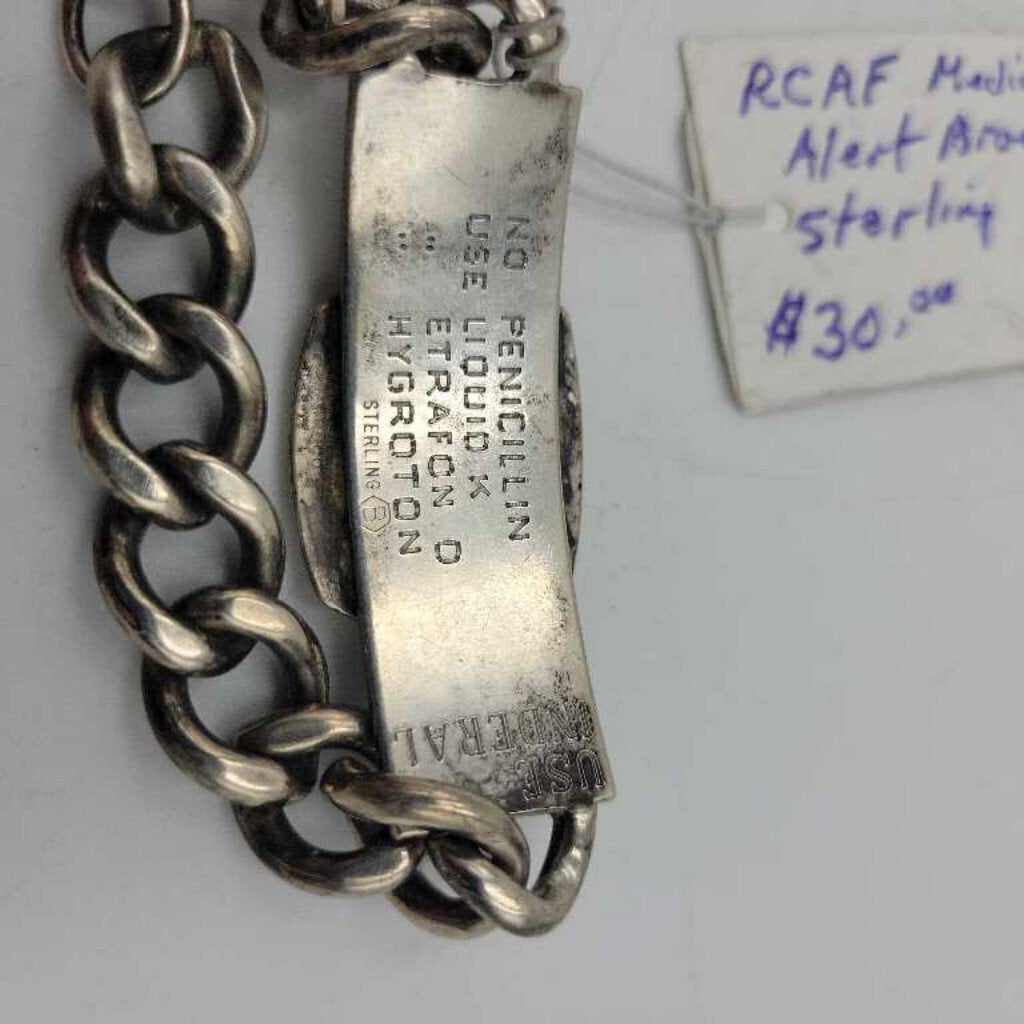 NO PENICILLIN
USE LIQUID K
" ETRAFON D
" HYGROTON
STERLING B
USE
INDERAL
RCAF
Alert
Sterling
$30.00